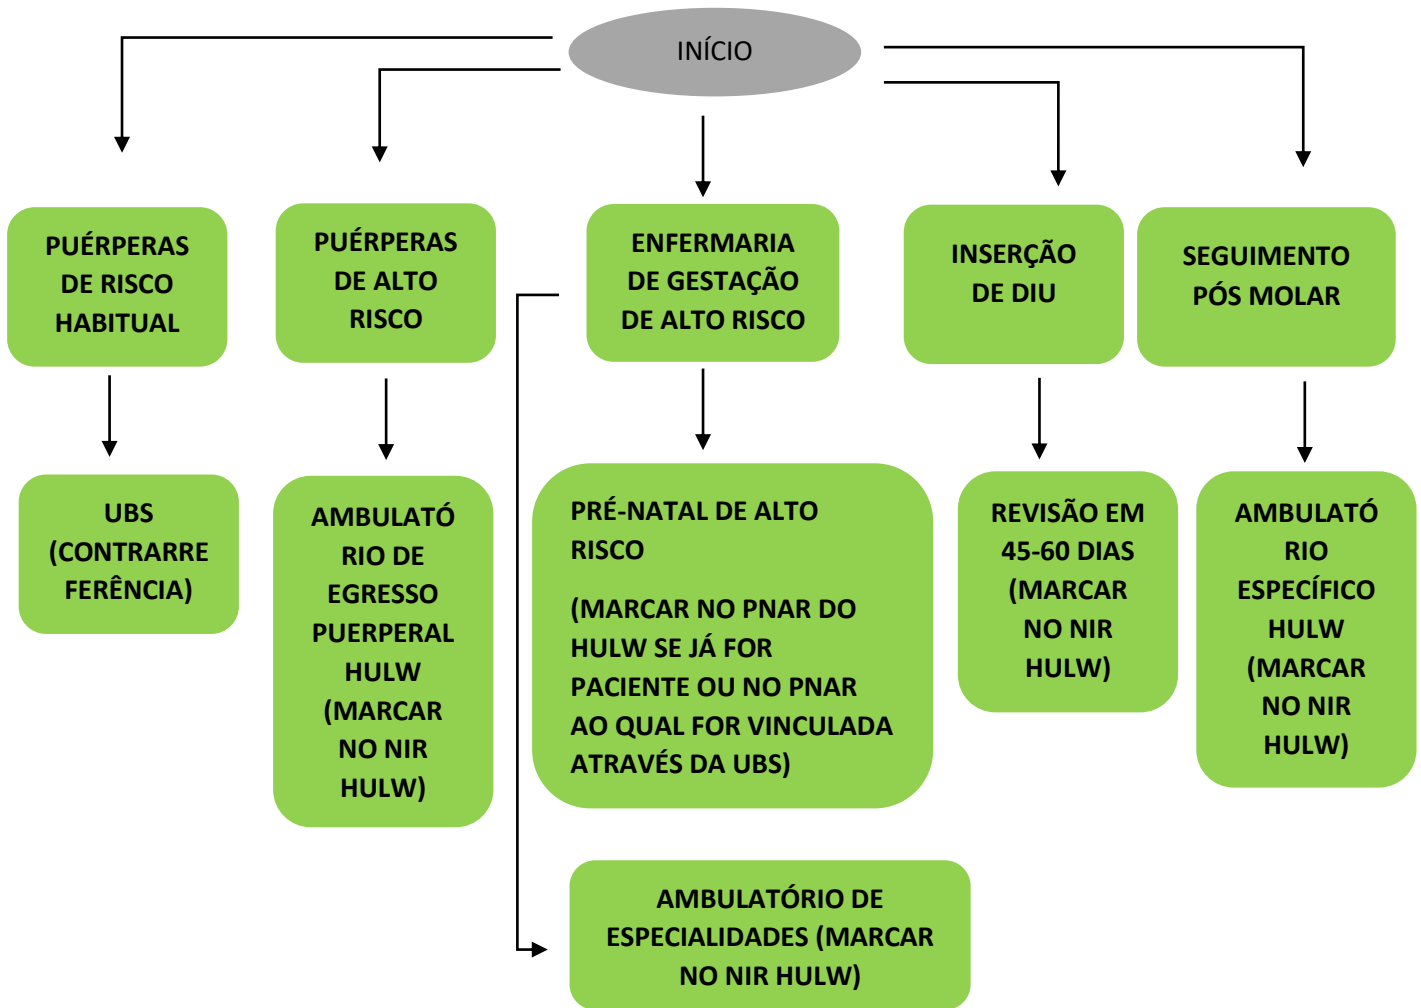 INÍCIO
PUÉRPERAS
DE RISCO
HABITUAL
PUÉRPERAS
DE ALTO
RISCO
ENFERMARIA
DE GESTAÇÃO
DE ALTO RISCO
INSERÇÃO
DE DIU
SEGUIMENTO
PÓS MOLAR
UBS
(CONTRARRE
FERÊNCIA)
AMBULATÓ
RIO DE
EGRESSO
PUERPERAL
HULW
(MARCAR
NO NIR
HULW)
PRÉ-NATAL DE ALTO
RISCO
(MARCAR NO PNAR DO
HULW SE JÁ FOR
PACIENTE OU NO PNAR
AO QUAL FOR VINCULADA
ATRAVÉS DA UBS)
REVISÃO EM
45-60 DIAS
(MARCAR
NO NIR
HULW)
AMBULATÓ
RIO
ESPECÍFICO
HULW
(MARCAR
NO NIR
HULW)
AMBULATÓRIO DE
ESPECIALIDADES (MARCAR
NO NIR HULW)